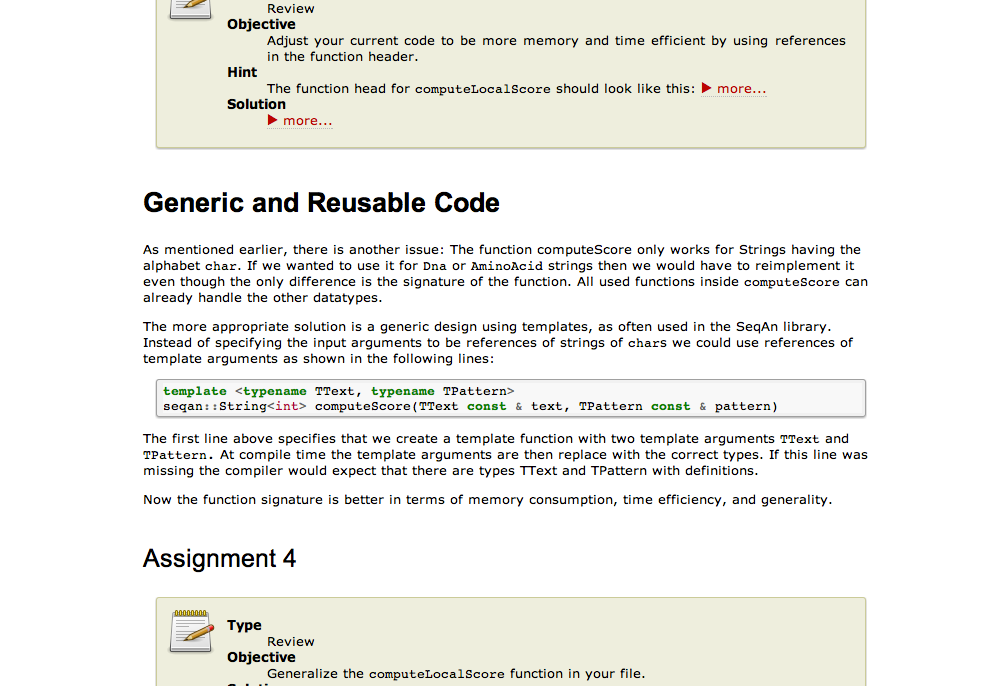 Review
Objective
Adjust your current code to be more memory and time efficient by using references
in the function header.
Hint
The function head for computeLocalScore should look like this: ▶ more...
Solution
▶ more...
Generic and Reusable Code
As mentioned earlier, there is another issue: The function computeScore only works for Strings having the
alphabet char. If we wanted to use it for Dna or AminoAcid strings then we would have to reimplement it
even though the only difference is the signature of the function. All used functions inside computeScore can
already handle the other datatypes.
The more appropriate solution is a generic design using templates, as often used in the SeqAn library.
Instead of specifying the input arguments to be references of strings of chars we could use references of
template arguments as shown in the following lines:
template <typename TText, typename TPattern>
seqan::String<int> computeScore(TText const & text, TPattern const & pattern)
The first line above specifies that we create a template function with two template arguments TText and
TPattern. At compile time the template arguments are then replace with the correct types. If this line was
missing the compiler would expect that there are types TText and TPattern with definitions.
Now the function signature is better in terms of memory consumption, time efficiency, and generality.
Assignment 4
Type
Review
Objective
Generalize the computeLocalScore function in your file.